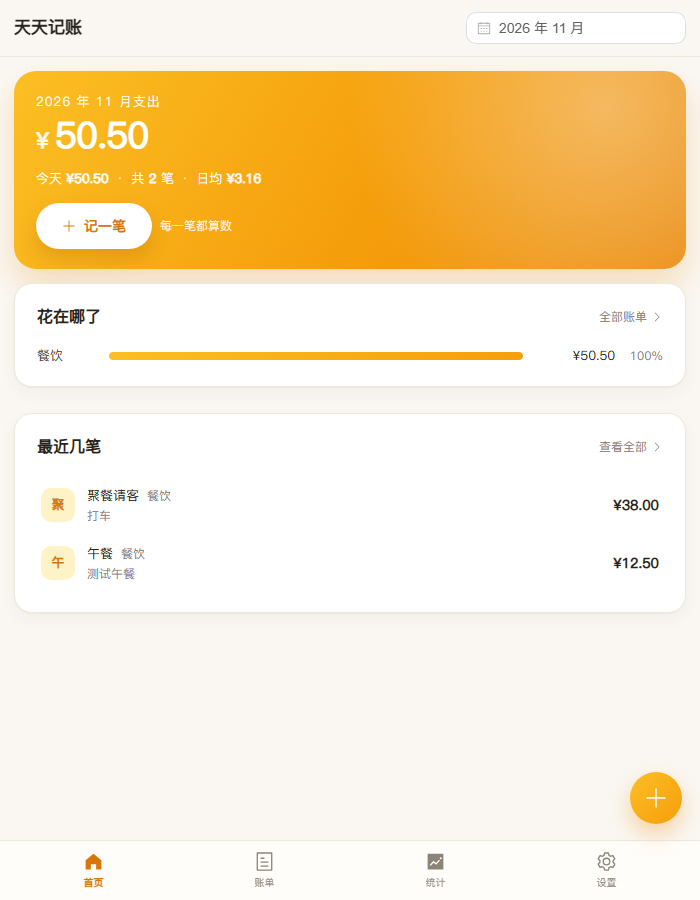 天天记账
2026 年 11 月
2026 年 11 月支出
¥ 50.50
今天 ¥50.50 · 共 2 笔 · 日均 ¥3.16
记一笔
每一笔都算数
花在哪了
全部账单
餐饮
¥50.50 100%
最近几笔
查看全部
聚
聚餐请客 餐饮
打车
¥38.00
午
午餐 餐饮
测试午餐
¥12.50
首页
账单
统计
设置